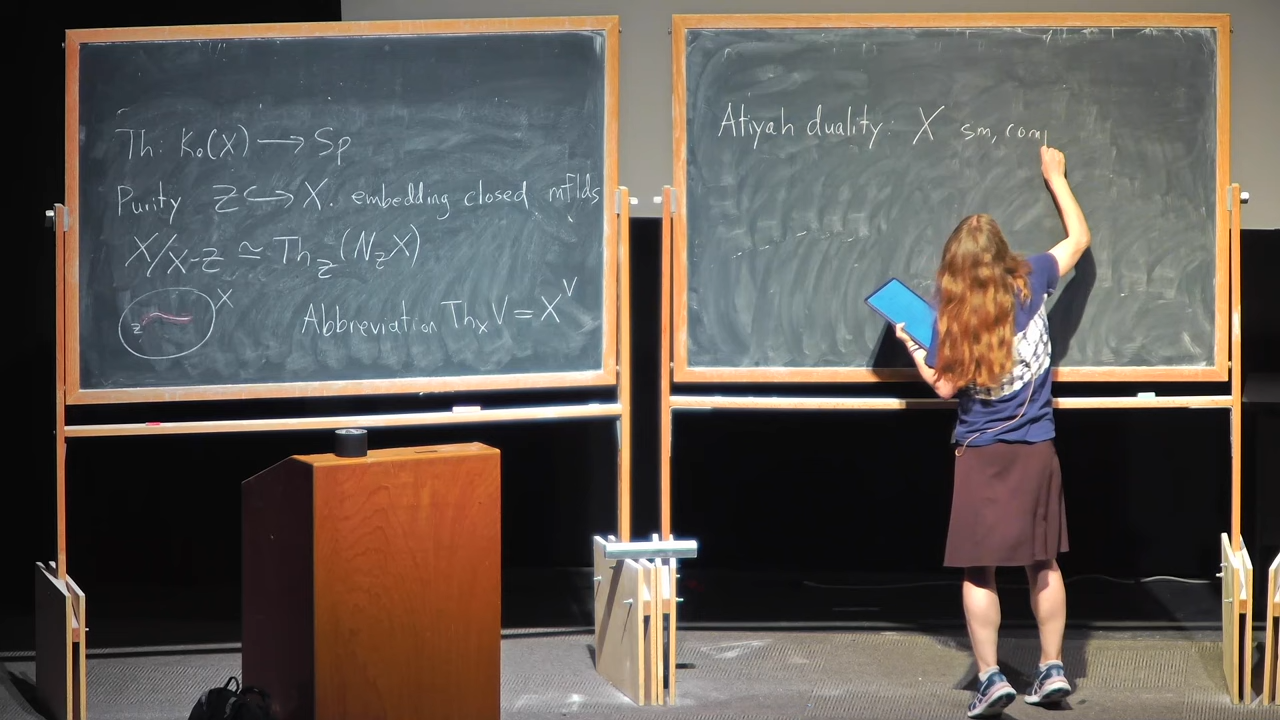 Th: K₀(X) ⟶ Sp
Purity Z ↪ X. embedding closed mflds
X/X-Z ≃ Th_Z(N_Z X)
Z X
Abbreviation Th_X V = X^V
Atiyah duality: X sm, com